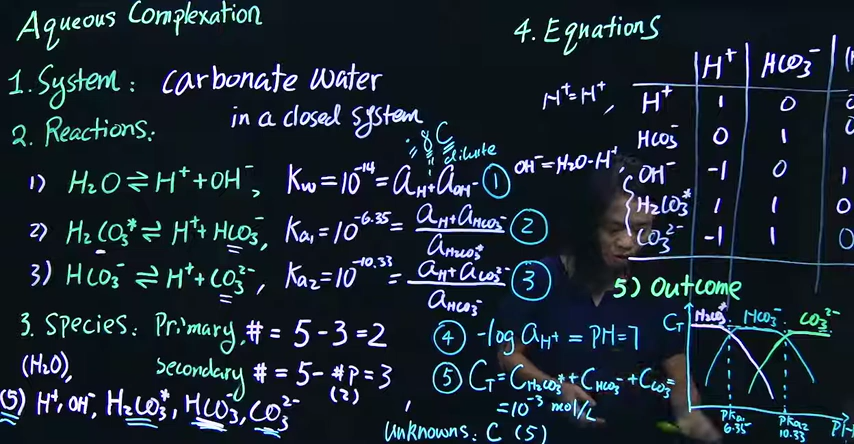 Aqueous Complexation
1. System: carbonate water
in a closed system
2. Reactions:
γC
dilute
1) H₂O ⇌ H⁺ + OH⁻, Kw = 10⁻¹⁴ = aH⁺ aOH⁻ ①
2) H₂CO₃* ⇌ H⁺ + HCO₃⁻, Ka₁ = 10⁻⁶·³⁵ = aH⁺ aHCO₃⁻ / aH₂CO₃* ②
3) HCO₃⁻ ⇌ H⁺ + CO₃²⁻, Ka₂ = 10⁻¹⁰·³³ = aH⁺ aCO₃²⁻ / aHCO₃⁻ ③
3. Species: Primary, # = 5 - 3 = 2
(H₂O), secondary # = 5 - #P = 3
(2)
(5) H⁺, OH⁻, H₂CO₃*, HCO₃⁻, CO₃²⁻
④ -log aH⁺ = PH = 7
⑤ CT = CH₂CO₃* + CHCO₃⁻ + CCO₃²⁻
= 10⁻³ mol/L
Unknowns: C (5)
4. Equations
H⁺ HCO₃⁻
H⁺ = H⁺, H⁺ 1 0
HCO₃⁻ 0 1
OH⁻ = H₂O - H⁺, OH⁻ -1 0 1
H₂CO₃* 1 1 0
CO₃²⁻ -1 1 0
5) Outcome
CT H₂CO₃* HCO₃⁻ CO₃²⁻
PKa₁ PKa₂
6.35 10.33